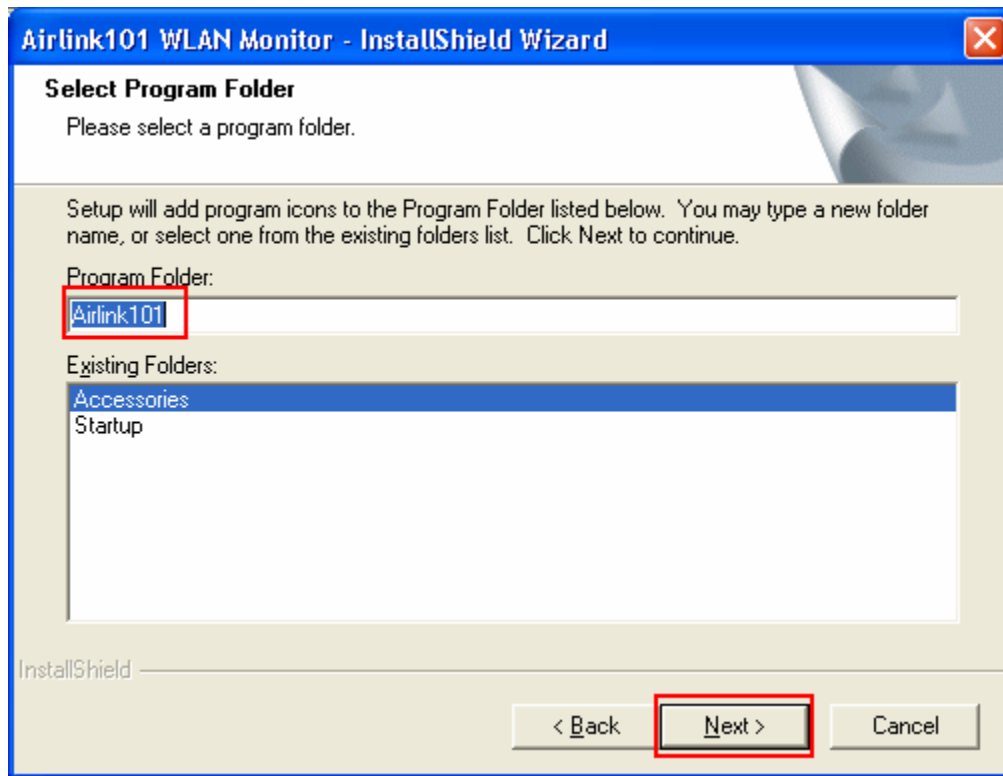 Airlink101 WLAN Monitor - InstallShield Wizard
Select Program Folder
Please select a program folder.
Setup will add program icons to the Program Folder listed below. You may type a new folder
name, or select one from the existing folders list. Click Next to continue.
Program Folder:
Airlink101
Existing Folders:
Accessories
Startup
InstallShield
< Back
Next >
Cancel